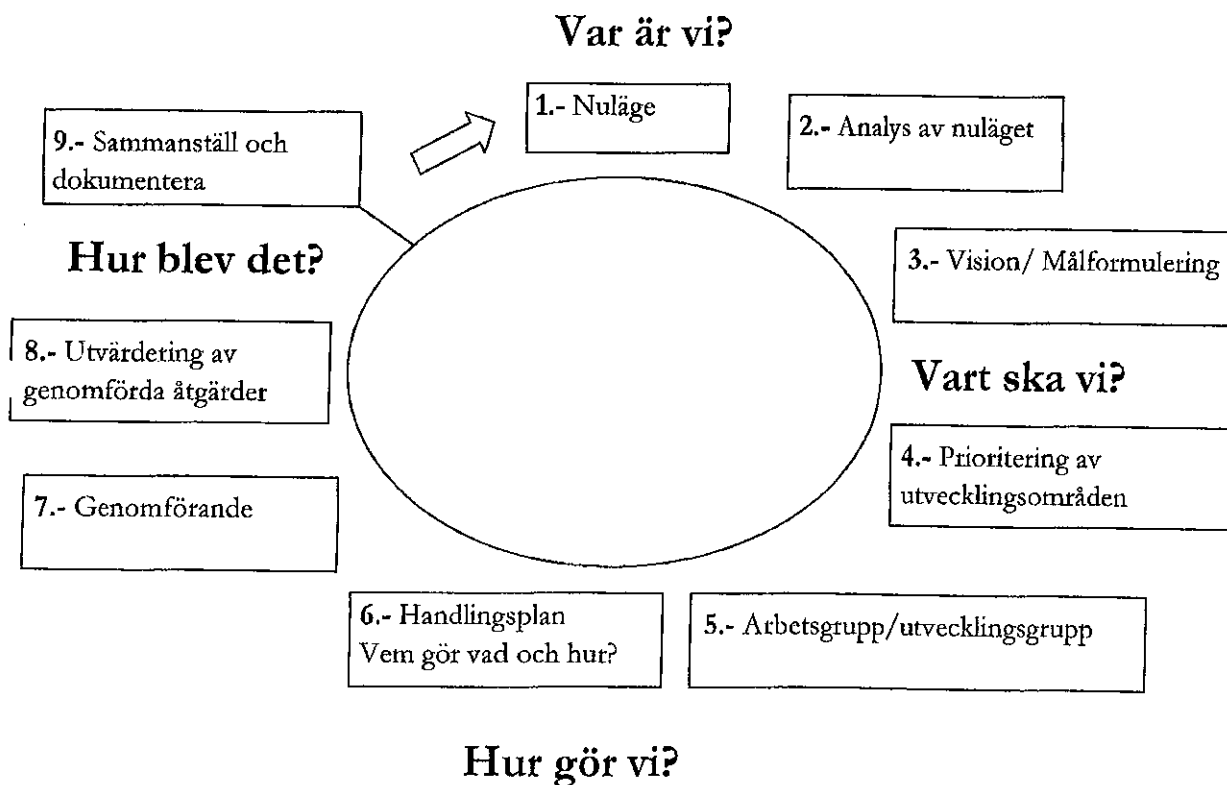 Var är vi?
1.- Nuläge
2.- Analys av nuläget
3.- Vision/ Målformulering
Vart ska vi?
4.- Prioritering av
utvecklingsområden
5.- Arbetsgrupp/utvecklingsgrupp
6.- Handlingsplan
Vem gör vad och hur?
Hur gör vi?
7.- Genomförande
8.- Utvärdering av
genomförda åtgärder
Hur blev det?
9.- Sammanställ och
dokumentera